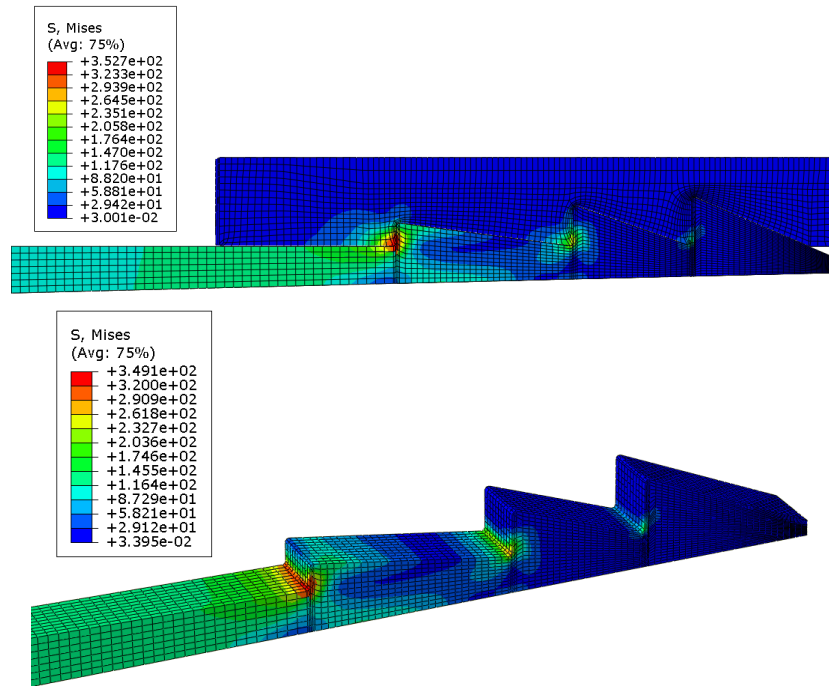 S, Mises
(Avg: 75%)
+3.527e+02
+3.233e+02
+2.939e+02
+2.645e+02
+2.351e+02
+2.058e+02
+1.764e+02
+1.470e+02
+1.176e+02
+8.820e+01
+5.881e+01
+2.942e+01
+3.001e-02
S, Mises
(Avg: 75%)
+3.491e+02
+3.200e+02
+2.909e+02
+2.618e+02
+2.327e+02
+2.036e+02
+1.746e+02
+1.455e+02
+1.164e+02
+8.729e+01
+5.821e+01
+2.912e+01
+3.395e-02